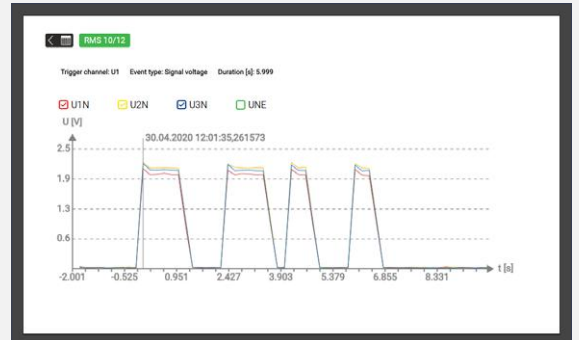 RMS 10/12
Trigger channel: U1 Event type: Signal voltage Duration [s]: 5.999
U1N U2N U3N UNE
U [V]
30.04.2020 12:01:35,261573
2.5
1.9
1.3
0.6
t [s]
-2.001 -0.525 0.951 2.427 3.903 5.379 6.855 8.331